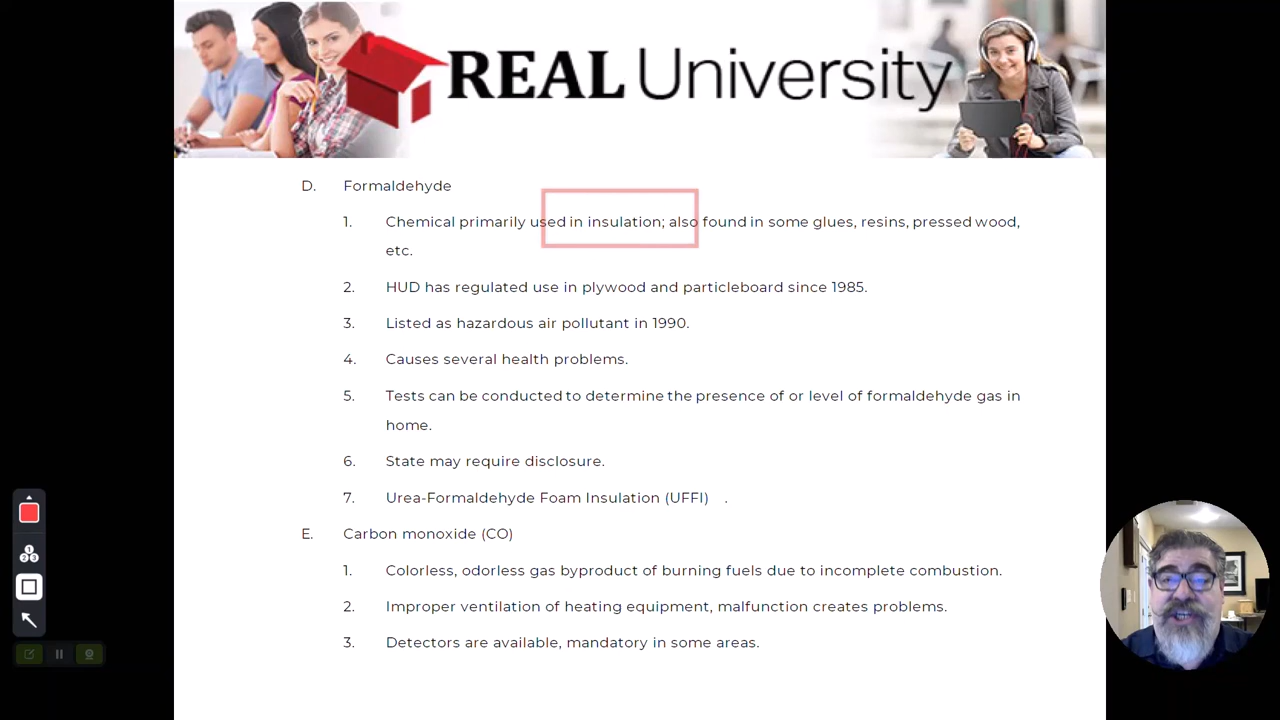 REAL University
D. Formaldehyde
1. Chemical primarily used in insulation; also found in some glues, resins, pressed wood,
etc.
2. HUD has regulated use in plywood and particleboard since 1985.
3. Listed as hazardous air pollutant in 1990.
4. Causes several health problems.
5. Tests can be conducted to determine the presence of or level of formaldehyde gas in
home.
6. State may require disclosure.
7. Urea-Formaldehyde Foam Insulation (UFFI) .
E. Carbon monoxide (CO)
1. Colorless, odorless gas byproduct of burning fuels due to incomplete combustion.
2. Improper ventilation of heating equipment, malfunction creates problems.
3. Detectors are available, mandatory in some areas.